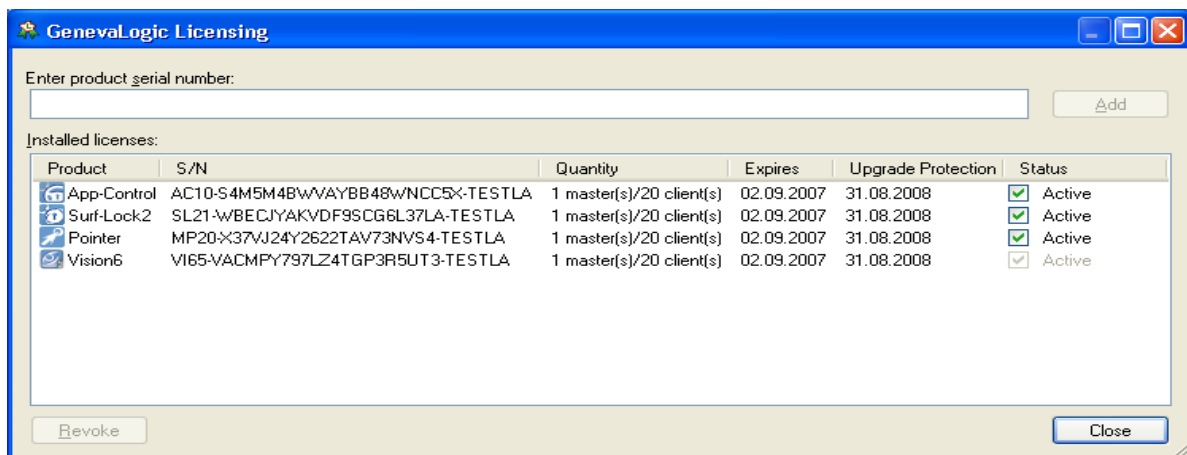 GenevaLogic Licensing
Enter product serial number:
Add
Installed licenses:
Product S/N Quantity Expires Upgrade Protection Status
App-Control AC10-S4M5M4BWVAYBB48WNCC5X-TESTLA 1 master(s)/20 client(s) 02.09.2007 31.08.2008 Active
Surf-Lock2 SL21-WBECJYAKVDF9SCG6L37LA-TESTLA 1 master(s)/20 client(s) 02.09.2007 31.08.2008 Active
Pointer MP20-X37VJ24Y2622TAV73NVS4-TESTLA 1 master(s)/20 client(s) 02.09.2007 31.08.2008 Active
Vision6 VI65-VACMPY797LZ4TGP3R5UT3-TESTLA 1 master(s)/20 client(s) 02.09.2007 31.08.2008 Active
Revoke Close